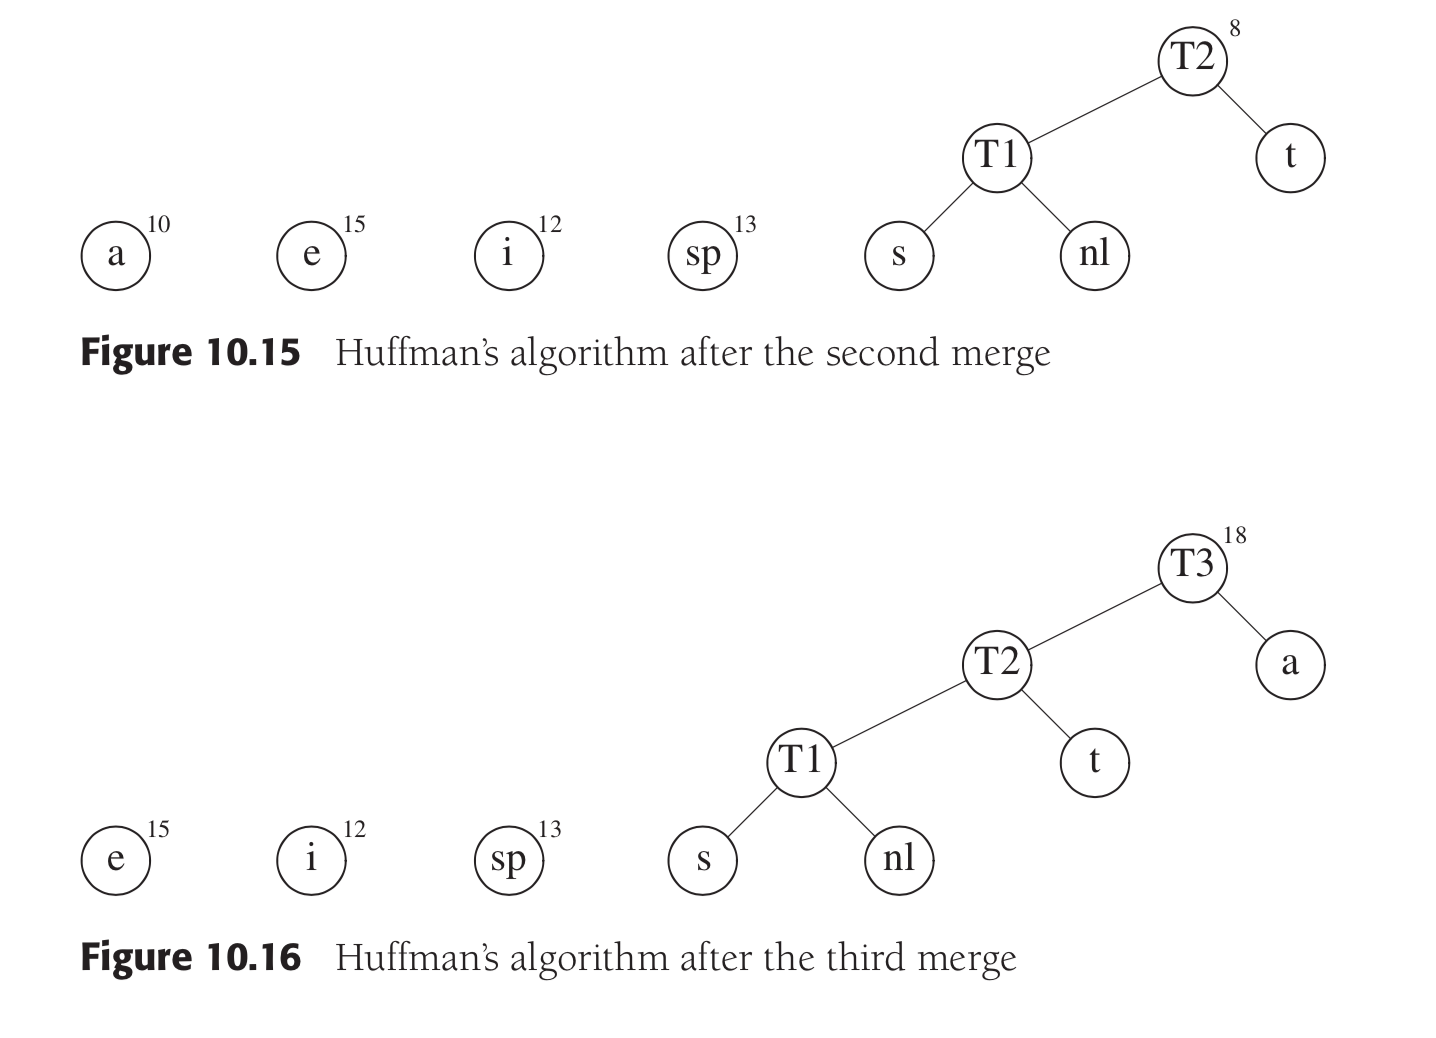 T2 8
T1 t
a 10 e 15 i 12 sp 13 s nl
Figure 10.15 Huffman's algorithm after the second merge
T3 18
T2 a
T1 t
e 15 i 12 sp 13 s nl
Figure 10.16 Huffman's algorithm after the third merge